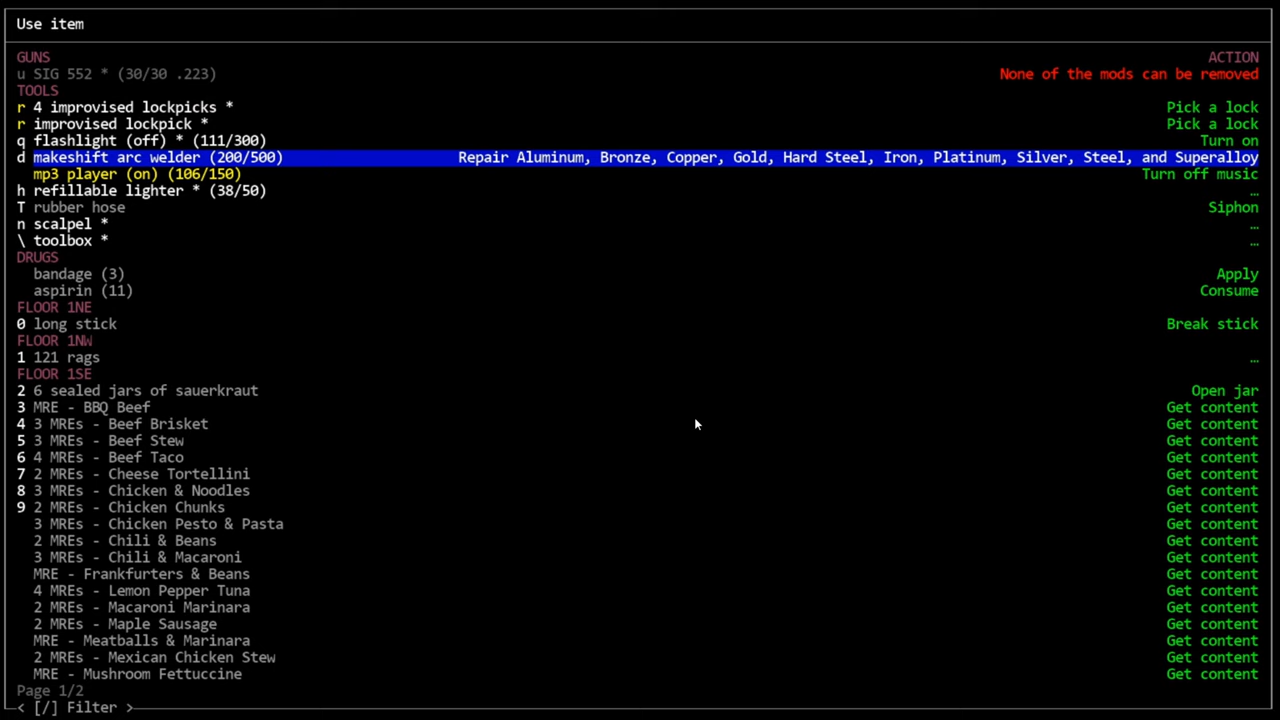 Use item
GUNS ACTION
u SIG 552 * (30/30 .223) None of the mods can be removed
TOOLS
r 4 improvised lockpicks * Pick a lock
r improvised lockpick * Pick a lock
q flashlight (off) * (111/300) Turn on
d makeshift arc welder (200/500) Repair Aluminum, Bronze, Copper, Gold, Hard Steel, Iron, Platinum, Silver, Steel, and Superalloy
mp3 player (on) (106/150) Turn off music
h refillable lighter * (38/50) …
T rubber hose Siphon
n scalpel * …
\ toolbox * …
DRUGS
bandage (3) Apply
aspirin (11) Consume
FLOOR 1NE
0 long stick Break stick
FLOOR 1NW
1 121 rags …
FLOOR 1SE
2 6 sealed jars of sauerkraut Open jar
3 MRE - BBQ Beef Get content
4 3 MREs - Beef Brisket Get content
5 3 MREs - Beef Stew Get content
6 4 MREs - Beef Taco Get content
7 2 MREs - Cheese Tortellini Get content
8 3 MREs - Chicken & Noodles Get content
9 2 MREs - Chicken Chunks Get content
3 MREs - Chicken Pesto & Pasta Get content
2 MREs - Chili & Beans Get content
3 MREs - Chili & Macaroni Get content
MRE - Frankfurters & Beans Get content
4 MREs - Lemon Pepper Tuna Get content
2 MREs - Macaroni Marinara Get content
2 MREs - Maple Sausage Get content
MRE - Meatballs & Marinara Get content
2 MREs - Mexican Chicken Stew Get content
MRE - Mushroom Fettuccine Get content
Page 1/2
< [/] Filter >